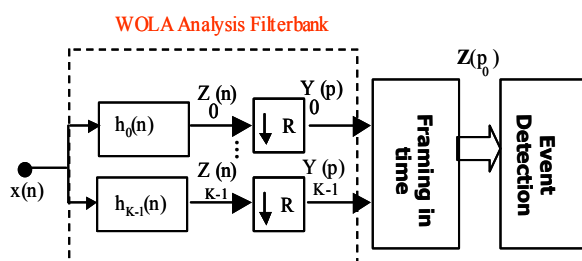 WOLA Analysis Filterbank
Z(p0)
Z0(n)
Y0(p)
h0(n)
↓ R
x(n)
ZK-1(n)
YK-1(p)
hK-1(n)
↓ R
Framing in
time
Event
Detection